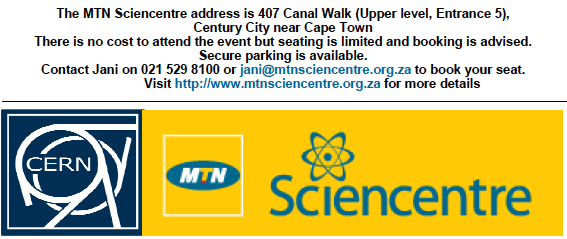 The MTN Sciencentre address is 407 Canal Walk (Upper level, Entrance 5),
Century City near Cape Town
There is no cost to attend the event but seating is limited and booking is advised.
Secure parking is available.
Contact Jani on 021 529 8100 or jani@mtnsciencentre.org.za to book your seat.
Visit http://www.mtnsciencentre.org.za for more details
CERN
MTN
Sciencentre